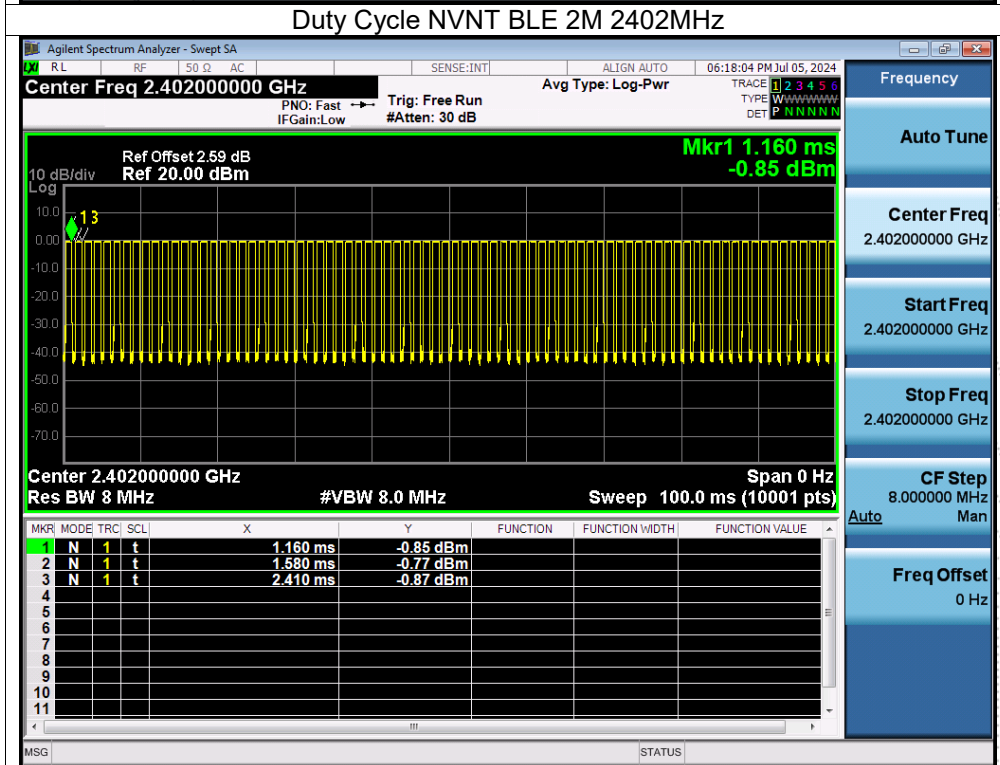 Duty Cycle NVNT BLE 2M 2402MHz
Agilent Spectrum Analyzer - Swept SA
LXI RL RF 50 Ω AC SENSE:INT ALIGN AUTO 06:18:04 PM Jul 05, 2024
Center Freq 2.402000000 GHz
PNO: Fast
IFGain:Low
Trig: Free Run
#Atten: 30 dB
Avg Type: Log-Pwr
TRACE 1 2 3 4 5 6
TYPE WWWWWW
DET P N N N N N
Frequency
Auto Tune
Center Freq
2.402000000 GHz
Start Freq
2.402000000 GHz
Stop Freq
2.402000000 GHz
CF Step
8.000000 MHz
Auto Man
Freq Offset
0 Hz
Mkr1 1.160 ms
-0.85 dBm
Ref Offset 2.59 dB
10 dB/div Ref 20.00 dBm
Log
10.0
0.00
-10.0
-20.0
-30.0
-40.0
-50.0
-60.0
-70.0
1 3
Center 2.402000000 GHz Span 0 Hz
Res BW 8 MHz #VBW 8.0 MHz Sweep 100.0 ms (10001 pts)
MKR MODE TRC SCL X Y FUNCTION FUNCTION WIDTH FUNCTION VALUE
1 N 1 t 1.160 ms -0.85 dBm
2 N 1 t 1.580 ms -0.77 dBm
3 N 1 t 2.410 ms -0.87 dBm
4
5
6
7
8
9
10
11
MSG STATUS